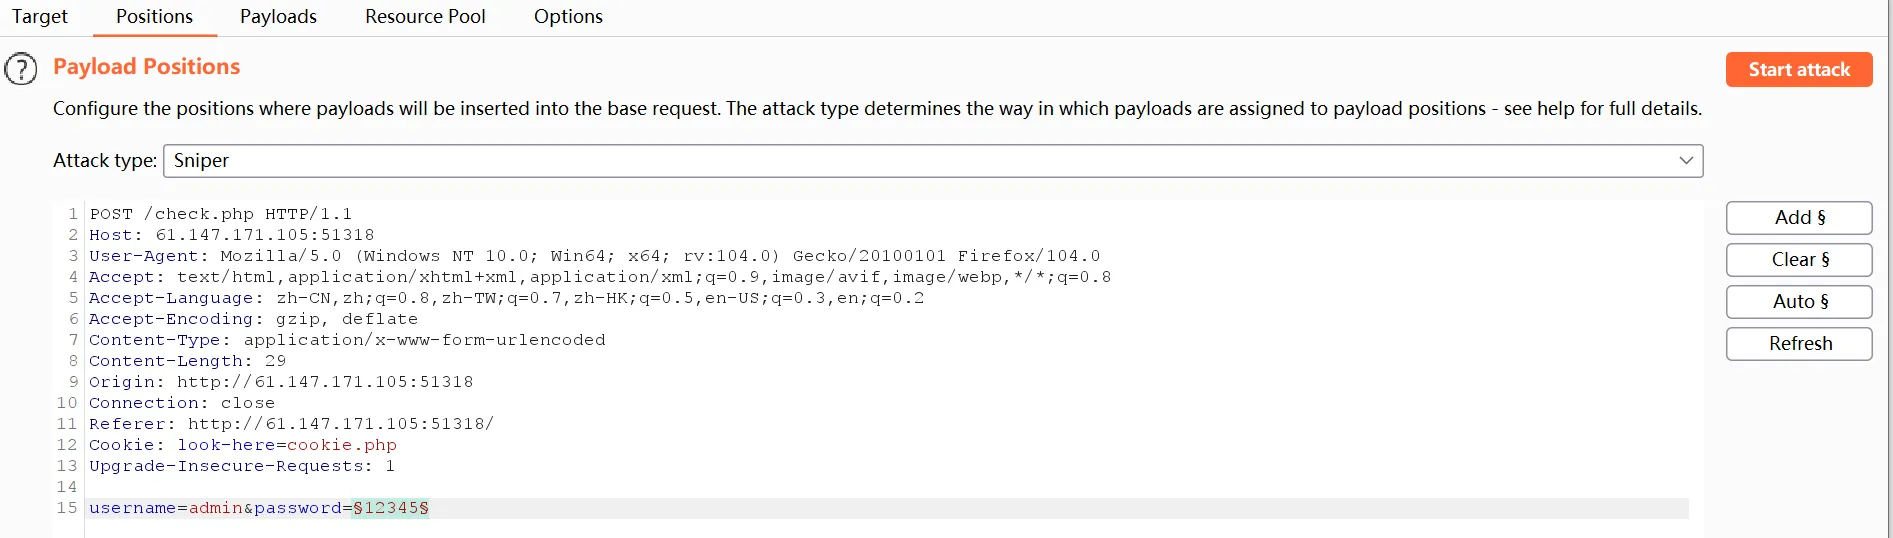 Target Positions Payloads Resource Pool Options
? Payload Positions
Start attack
Configure the positions where payloads will be inserted into the base request. The attack type determines the way in which payloads are assigned to payload positions - see help for full details.
Attack type: Sniper
1 POST /check.php HTTP/1.1
2 Host: 61.147.171.105:51318
3 User-Agent: Mozilla/5.0 (Windows NT 10.0; Win64; x64; rv:104.0) Gecko/20100101 Firefox/104.0
4 Accept: text/html,application/xhtml+xml,application/xml;q=0.9,image/avif,image/webp,*/*;q=0.8
5 Accept-Language: zh-CN,zh;q=0.8,zh-TW;q=0.7,zh-HK;q=0.5,en-US;q=0.3,en;q=0.2
6 Accept-Encoding: gzip, deflate
7 Content-Type: application/x-www-form-urlencoded
8 Content-Length: 29
9 Origin: http://61.147.171.105:51318
10 Connection: close
11 Referer: http://61.147.171.105:51318/
12 Cookie: look-here=cookie.php
13 Upgrade-Insecure-Requests: 1
14
15 username=admin&password=§12345§
Add §
Clear §
Auto §
Refresh